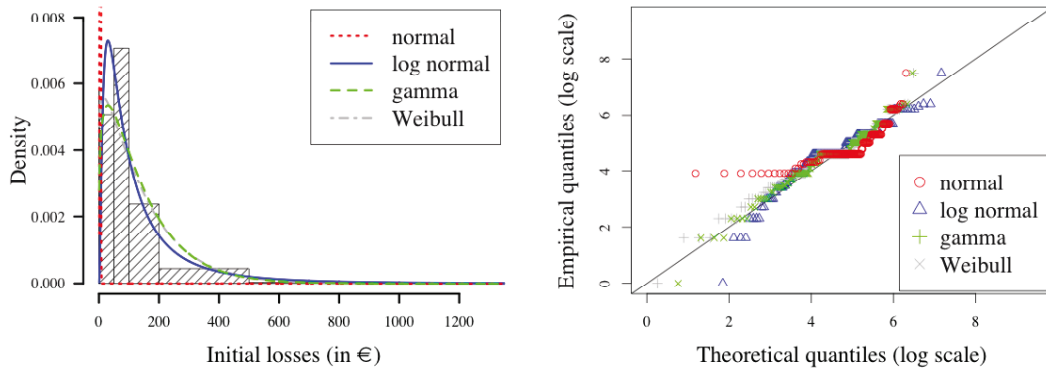 0.008
0.006
0.004
0.002
0.000
Density
0
200
400
600
800
1000
1200
Initial losses (in €)
normal
log normal
gamma
Weibull
8
6
4
2
0
Empirical quantiles (log scale)
0
2
4
6
8
Theoretical quantiles (log scale)
normal
log normal
gamma
Weibull